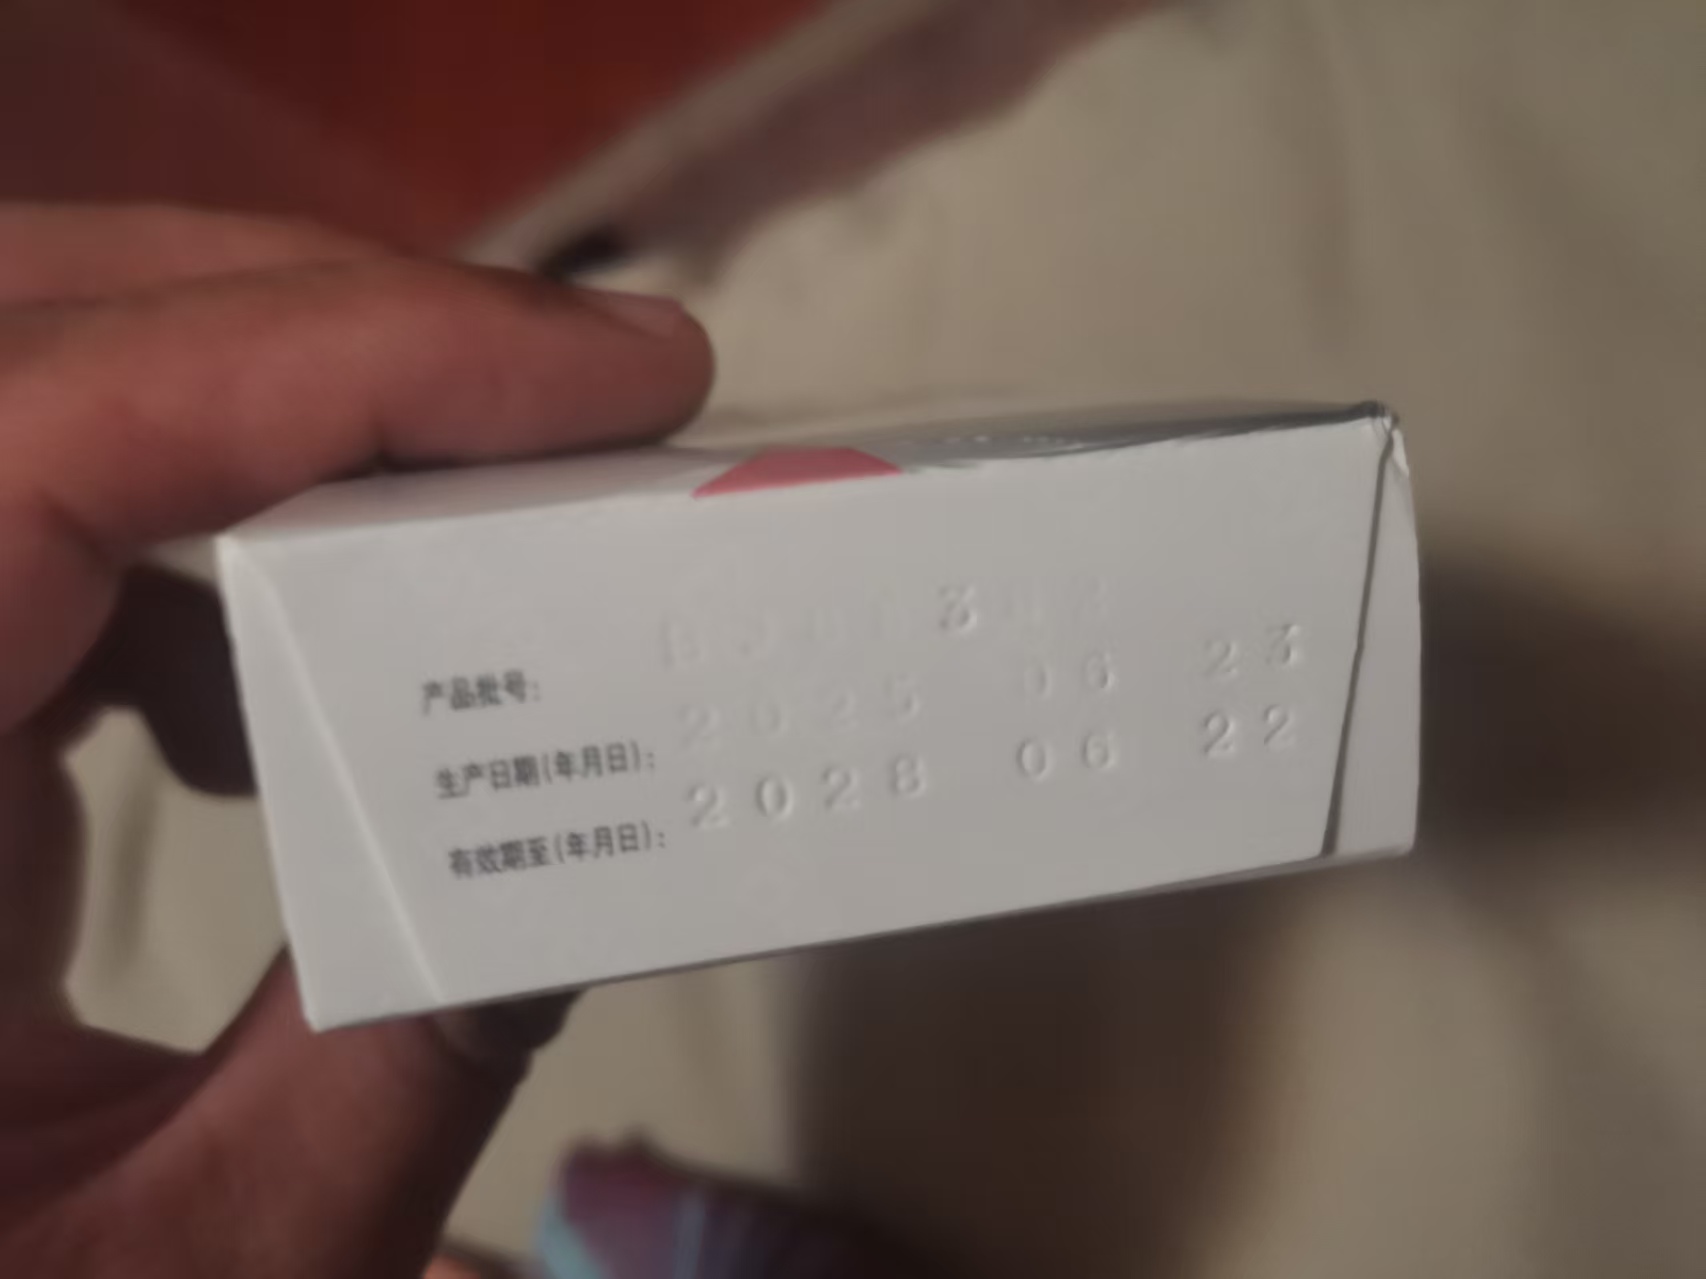 产品批号：
生产日期(年月日)：2025 06 23
有效期至(年月日)：2028 06 22